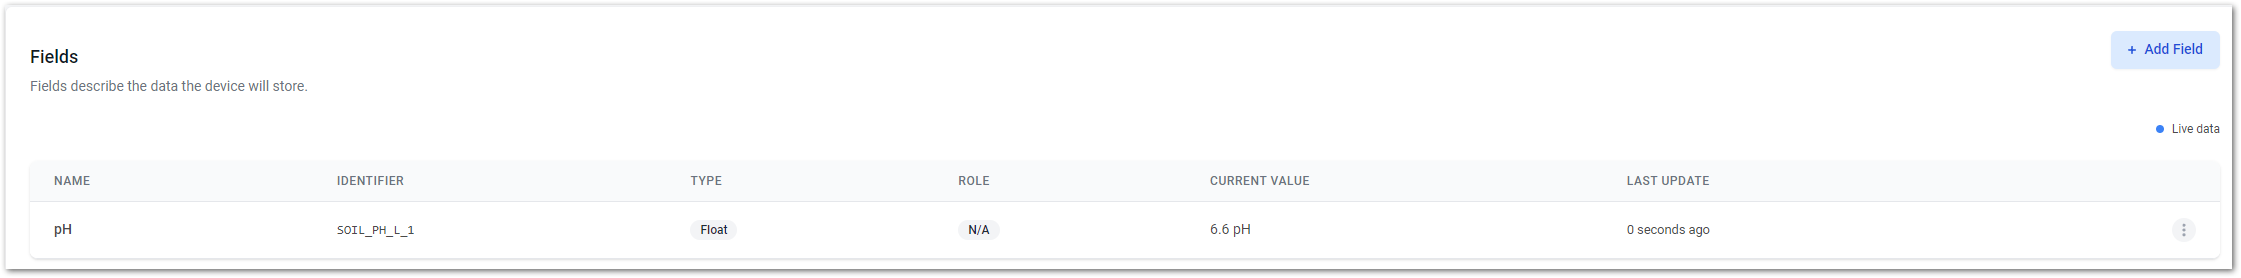 Fields
+ Add Field
Fields describe the data the device will store.
Live data
NAME IDENTIFIER TYPE ROLE CURRENT VALUE LAST UPDATE
pH SOIL_PH_L_1 Float N/A 6.6 pH 0 seconds ago